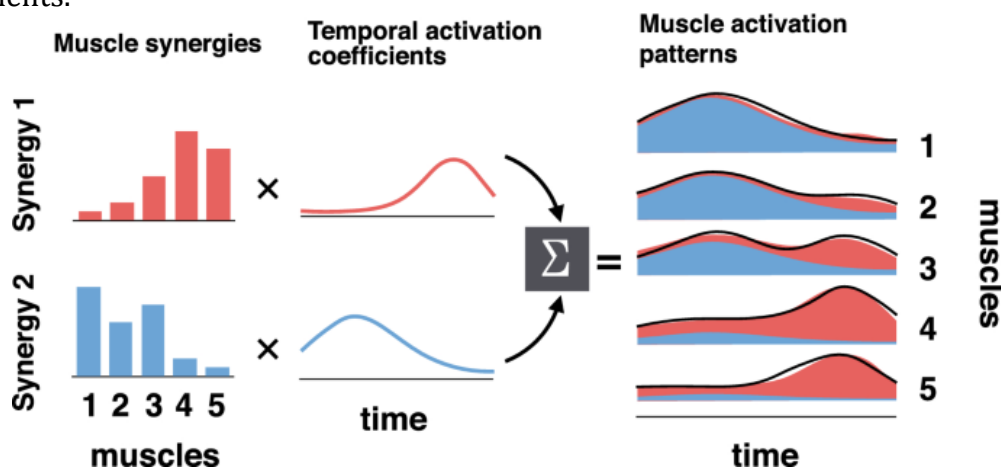 Muscle synergies
Temporal activation
coefficients
Muscle activation
patterns
Synergy 1
×
Σ
=
Synergy 2
×
1 2 3 4 5
muscles
time
1
2
3
4
5
muscles
time